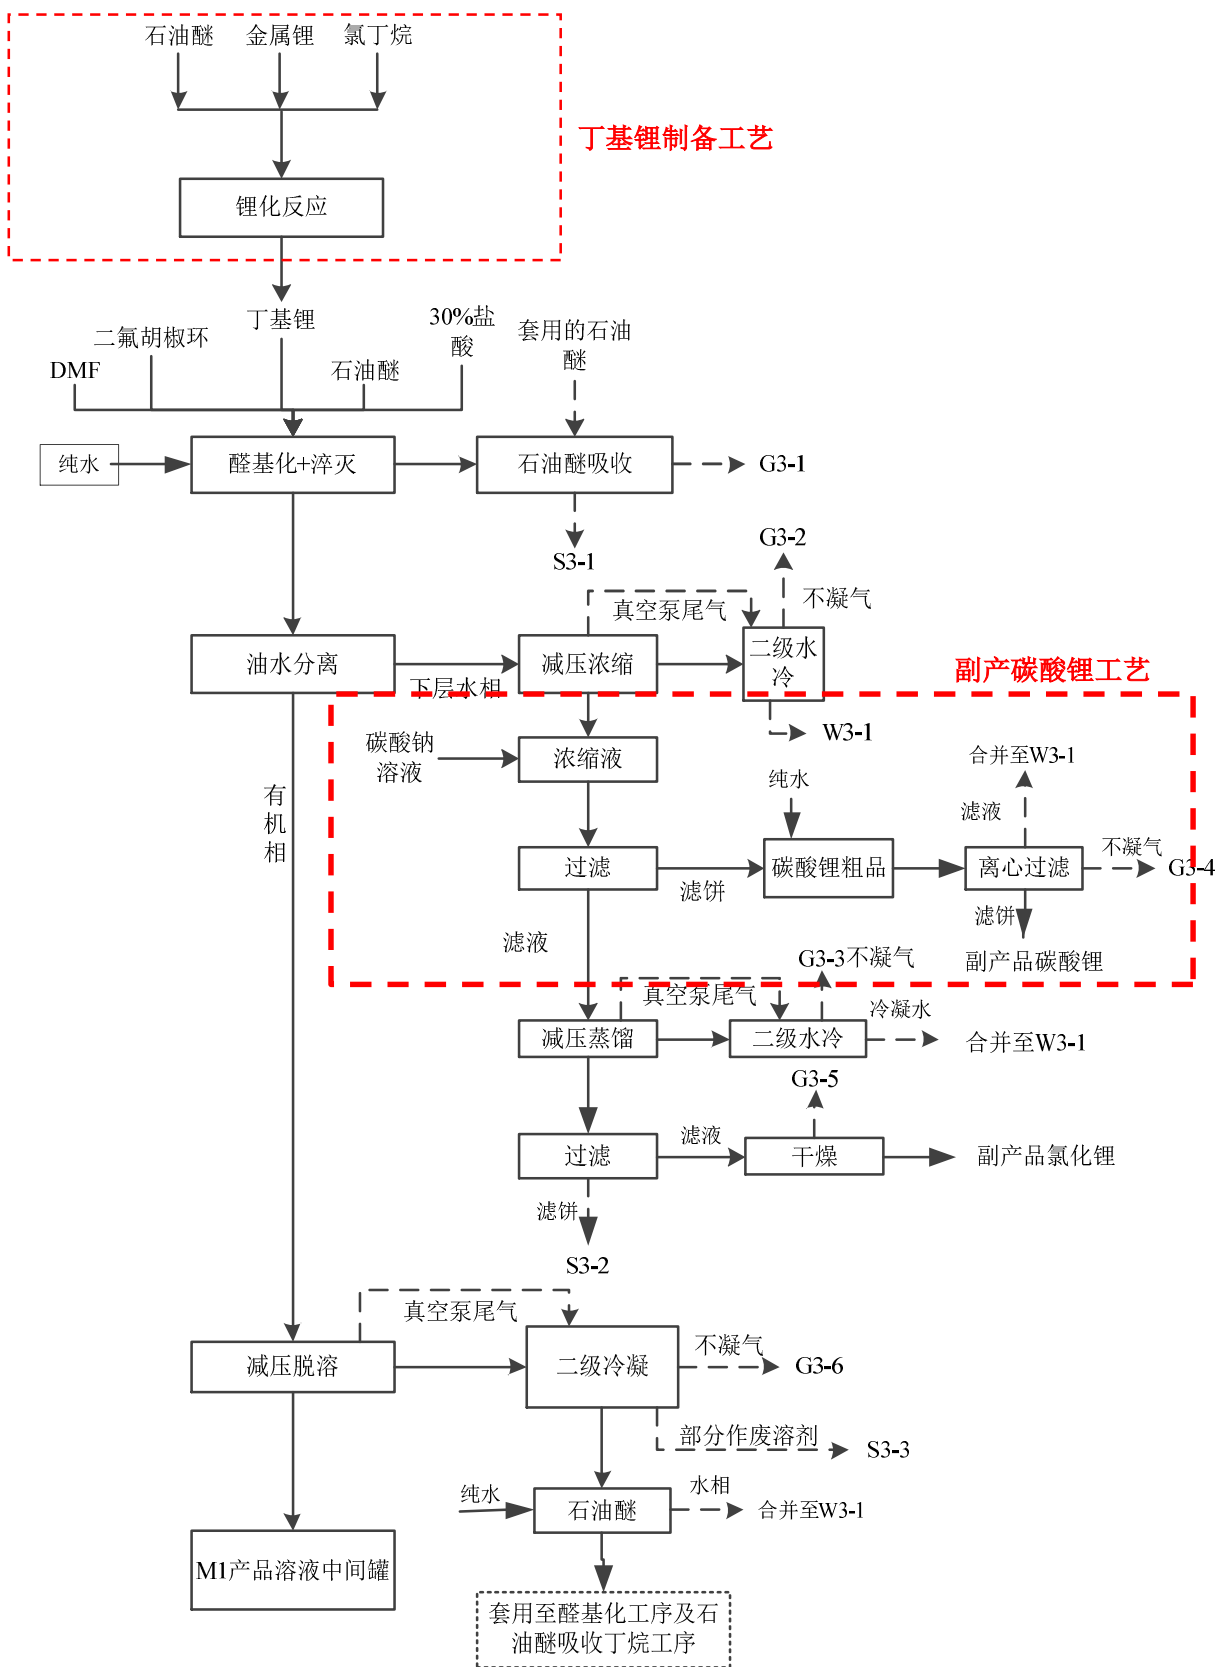 石油醚
金属锂
氯丁烷
丁基锂制备工艺
锂化反应
丁基锂
二氟胡椒环
DMF
石油醚
30%盐
酸
套用的石油
醚
纯水
醛基化+淬灭
石油醚吸收
G3-1
S3-1
G3-2
不凝气
真空泵尾气
油水分离
下层水相
减压浓缩
二级水
冷
副产碳酸锂工艺
W3-1
碳酸钠
溶液
浓缩液
合并至W3-1
纯水
滤液
有
机
相
过滤
滤饼
碳酸锂粗品
离心过滤
不凝气
G3-4
滤饼
滤液
副产品碳酸锂
G3-3不凝气
真空泵尾气
冷凝水
减压蒸馏
二级水冷
合并至W3-1
G3-5
过滤
滤液
干燥
副产品氯化锂
滤饼
S3-2
真空泵尾气
减压脱溶
二级冷凝
不凝气
G3-6
部分作废溶剂
S3-3
纯水
石油醚
水相
合并至W3-1
M1产品溶液中间罐
套用至醛基化工序及石
油醚吸收丁烷工序